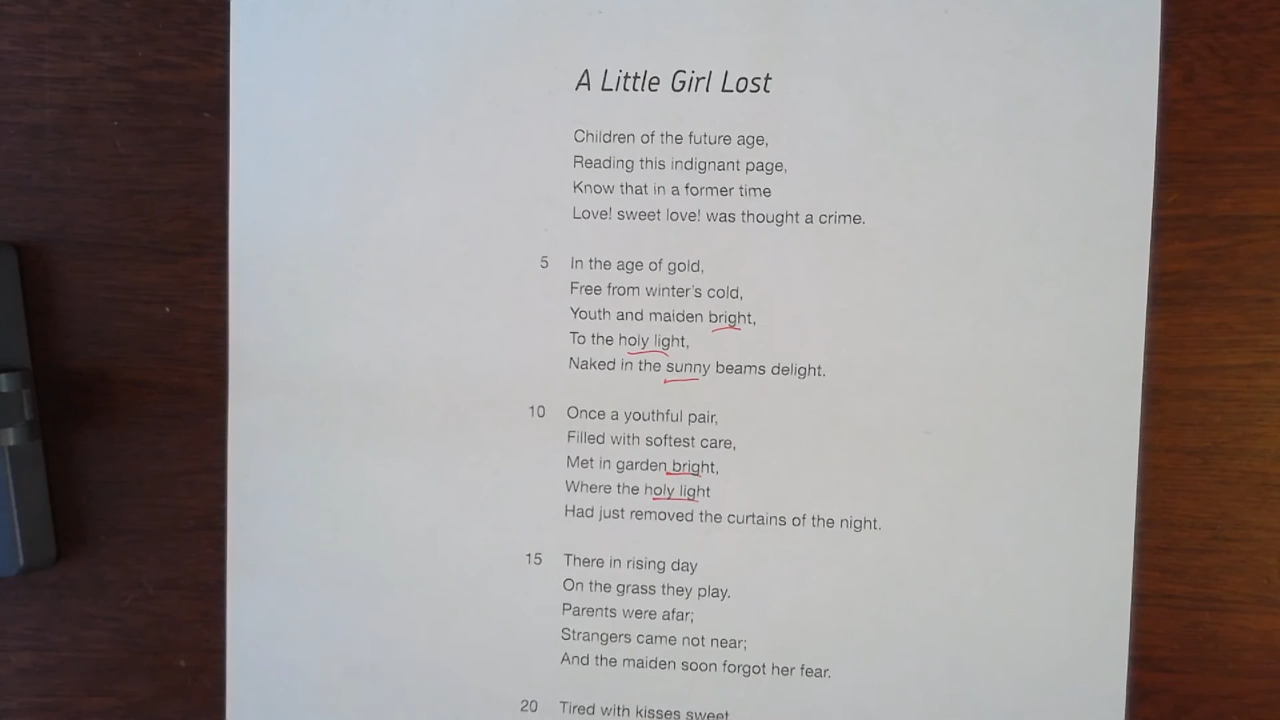 A Little Girl Lost
Children of the future age,
Reading this indignant page,
Know that in a former time
Love! sweet love! was thought a crime.
5 In the age of gold,
Free from winter's cold,
Youth and maiden bright,
To the holy light,
Naked in the sunny beams delight.
10 Once a youthful pair,
Filled with softest care,
Met in garden bright,
Where the holy light
Had just removed the curtains of the night.
15 There in rising day
On the grass they play.
Parents were afar;
Strangers came not near;
And the maiden soon forgot her fear.
20 Tired with kisses sweet